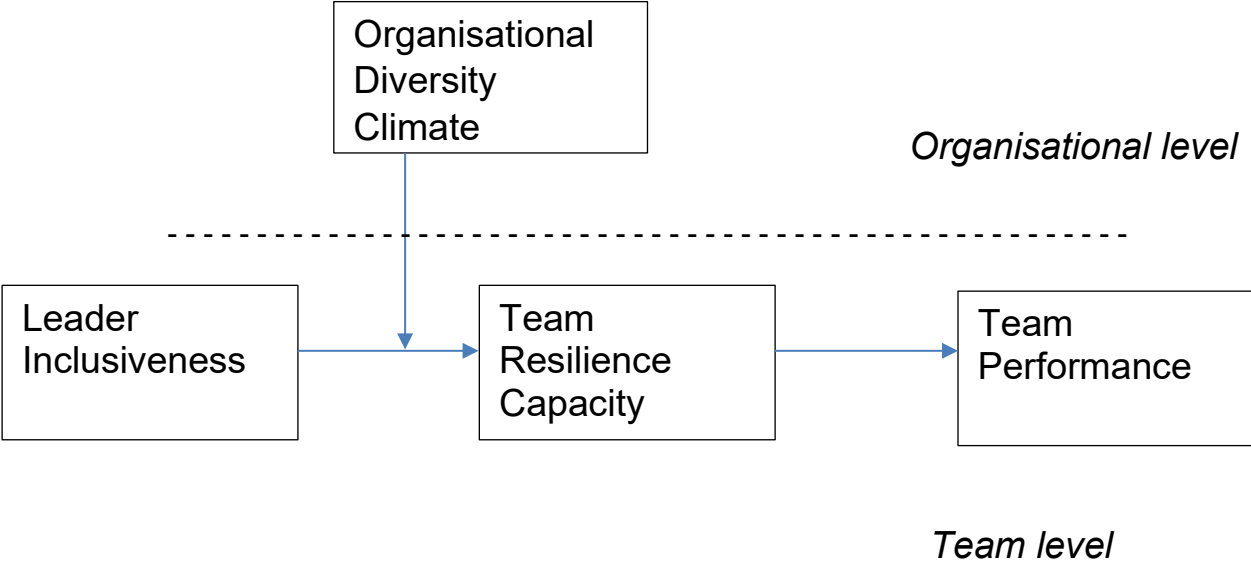 Organisational
Diversity
Climate
Organisational level
Leader
Inclusiveness
Team
Resilience
Capacity
Team
Performance
Team level